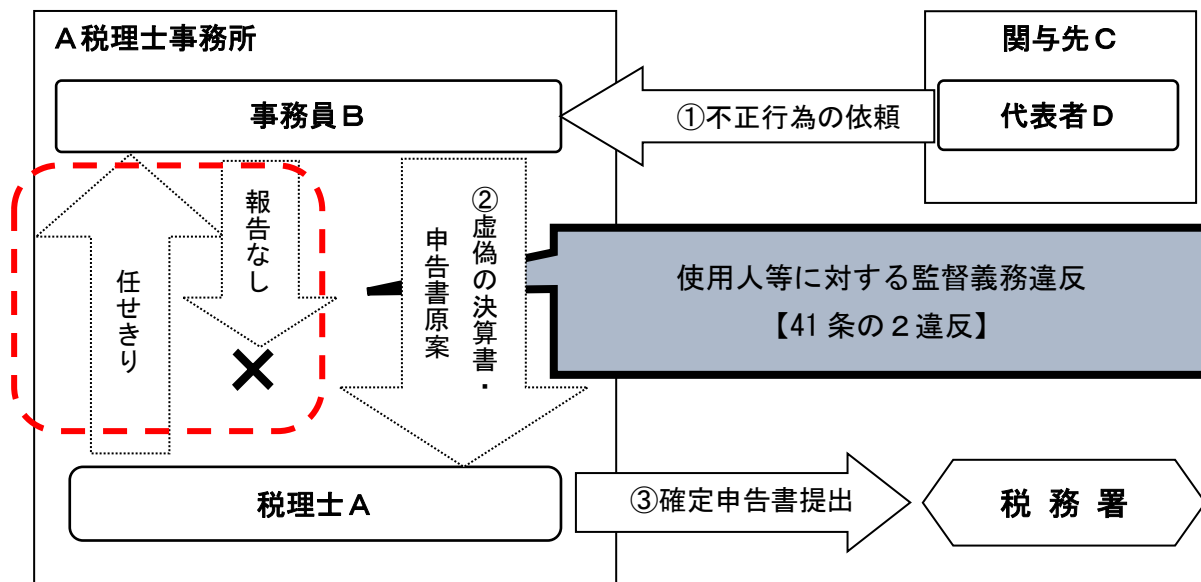 A税理士事務所
関与先C
事務員B
①不正行為の依頼
代表者D
任せきり
報告なし
②虚偽の決算書・
申告書原案
使用人等に対する監督義務違反
【41条の2違反】
税理士A
③確定申告書提出
税務署